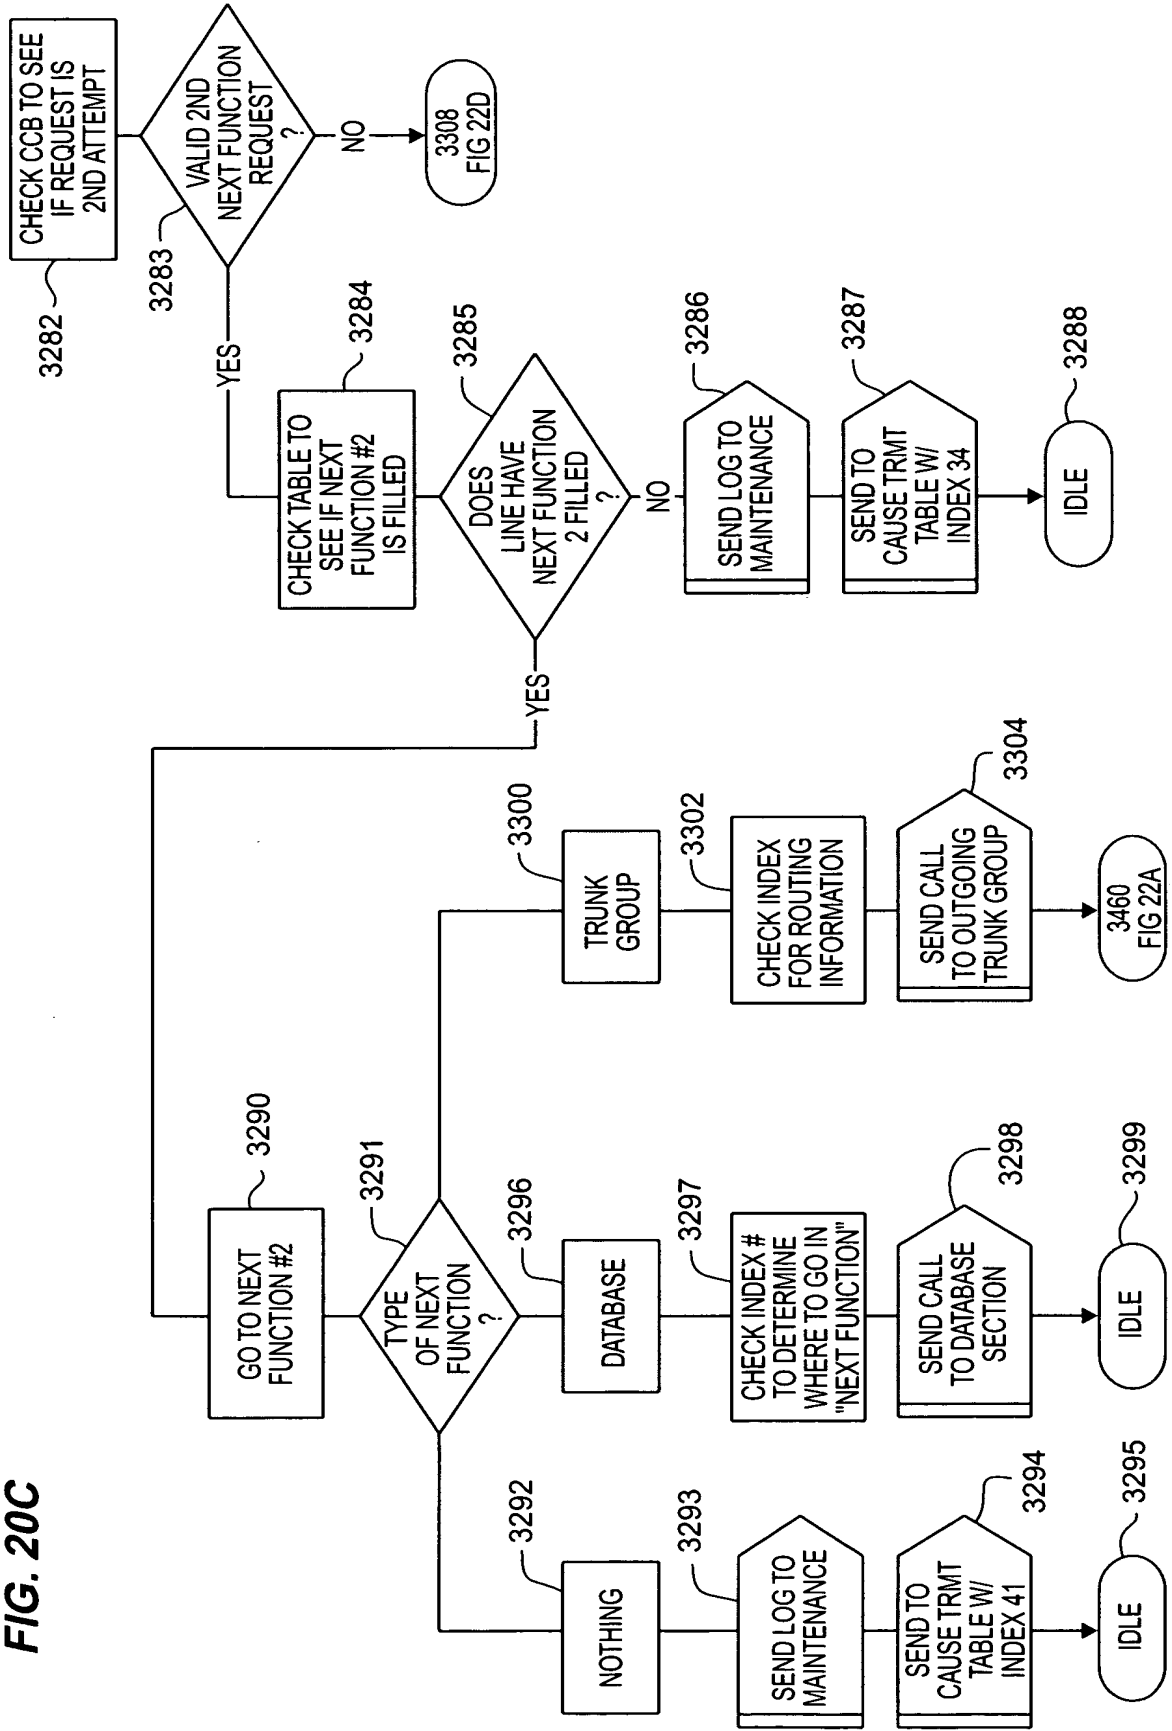 FIG. 20C
CHECK CCB TO SEE
IF REQUEST IS
2ND ATTEMPT
3282
VALID 2ND
NEXT FUNCTION
REQUEST
?
3283
NO
3308
FIG 22D
YES
CHECK TABLE TO
SEE IF NEXT
FUNCTION #2
IS FILLED
3284
DOES
LINE HAVE
NEXT FUNCTION
2 FILLED
?
3285
NO
SEND LOG TO
MAINTENANCE
3286
SEND TO
CAUSE TRMT
TABLE W/
INDEX 34
3287
IDLE
3288
YES
GO TO NEXT
FUNCTION #2
3290
TYPE
OF NEXT
FUNCTION
?
3291
NOTHING
3292
SEND LOG TO
MAINTENANCE
3293
SEND TO
CAUSE TRMT
TABLE W/
INDEX 41
3294
IDLE
3295
DATABASE
3296
CHECK INDEX #
TO DETERMINE
WHERE TO GO IN
"NEXT FUNCTION"
3297
SEND CALL
TO DATABASE
SECTION
3298
IDLE
3299
TRUNK
GROUP
3300
CHECK INDEX
FOR ROUTING
INFORMATION
3302
SEND CALL
TO OUTGOING
TRUNK GROUP
3304
3460
FIG 22A